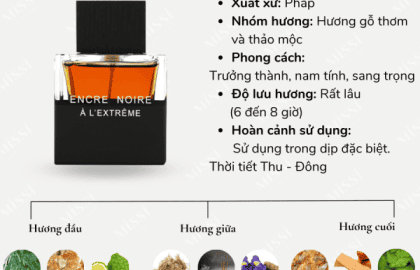 Xuất xứ: Pháp
Nhóm hương: Hương gỗ thơm
và thảo mộc
Phong cách:
Trưởng thành, nam tính, sang trọng
Độ lưu hương: Rất lâu
(6 đến 8 giờ)
Hoàn cảnh sử dụng:
Sử dụng trong dịp đặc biệt.
Thời tiết Thu - Đông
ENCRE NOIRE
À L'EXTRÊME
Hương đầu
Hương giữa
Hương cuối